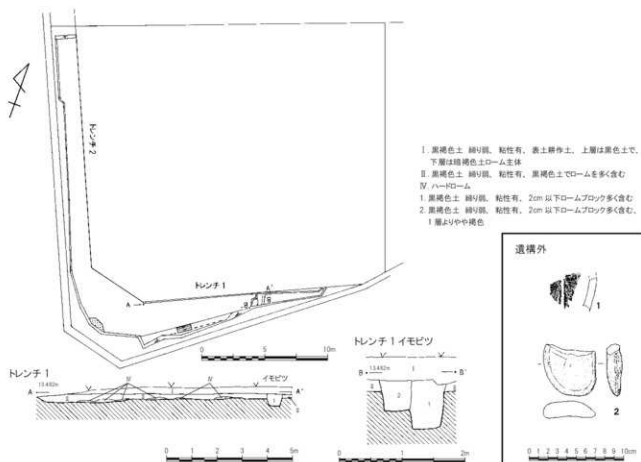 トレンチ2
Ⅰ. 黒褐色土 締り弱、粘性有、表土耕作土、上層は黒色土で、
下層は暗褐色土ローム主体
Ⅱ. 黒褐色土 締り弱、粘性有、黒褐色土でロームを多く含む
Ⅳ. ハードローム
1. 黒褐色土 締り弱、粘性有、2cm以下ロームブロック多く含む
2. 黒褐色土 締り弱、粘性有、2cm以下ロームブロック多く含む、
1層よりやや褐色
遺構外
1
2
0 1 2 3 4 5 6 7 8 9 10cm
トレンチ1
A
A'
0 5 10m
トレンチ1
A
A'
Ⅳ
Ⅳ
イモビツ
0 1 2 3 4 5m
トレンチ1 イモビツ
B
B'
Ⅰ
2
1
0 1 2m